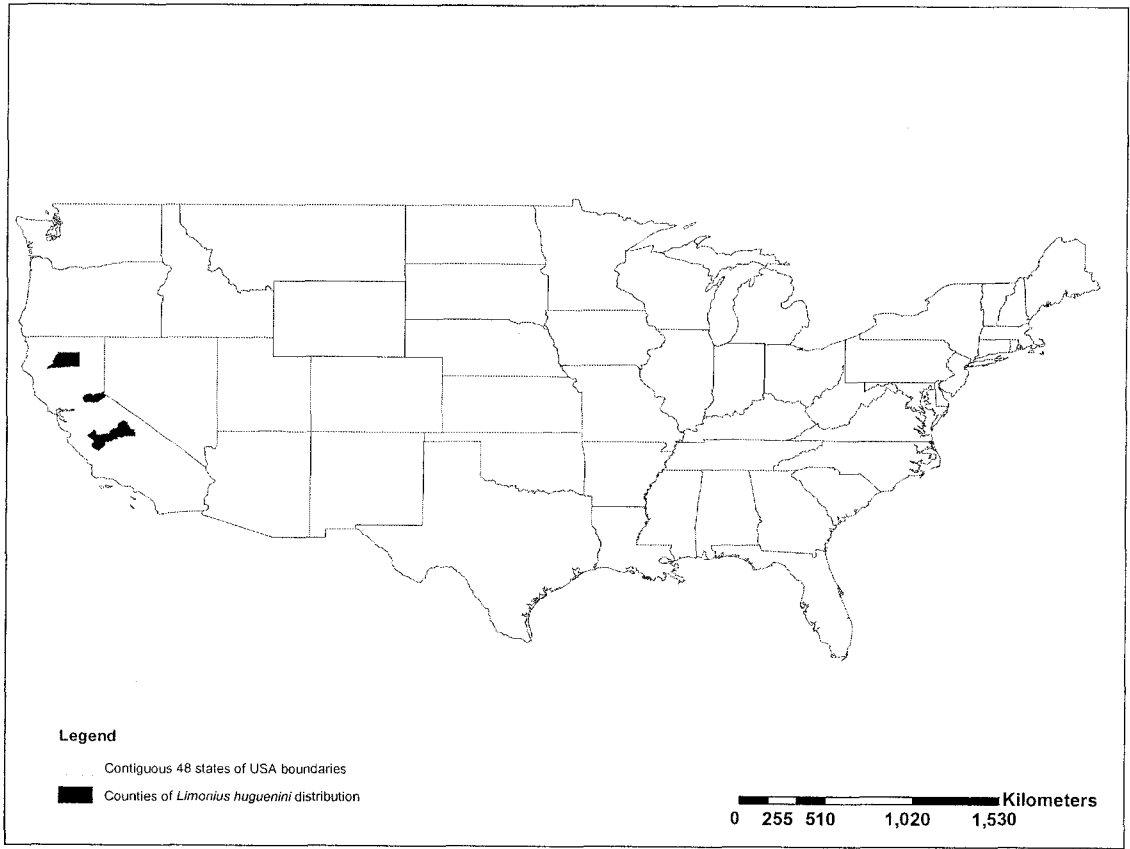 Legend
Contiguous 48 states of USA boundaries
Counties of Limonius huguenini distribution
Kilometers
0 255 510 1,020 1,530